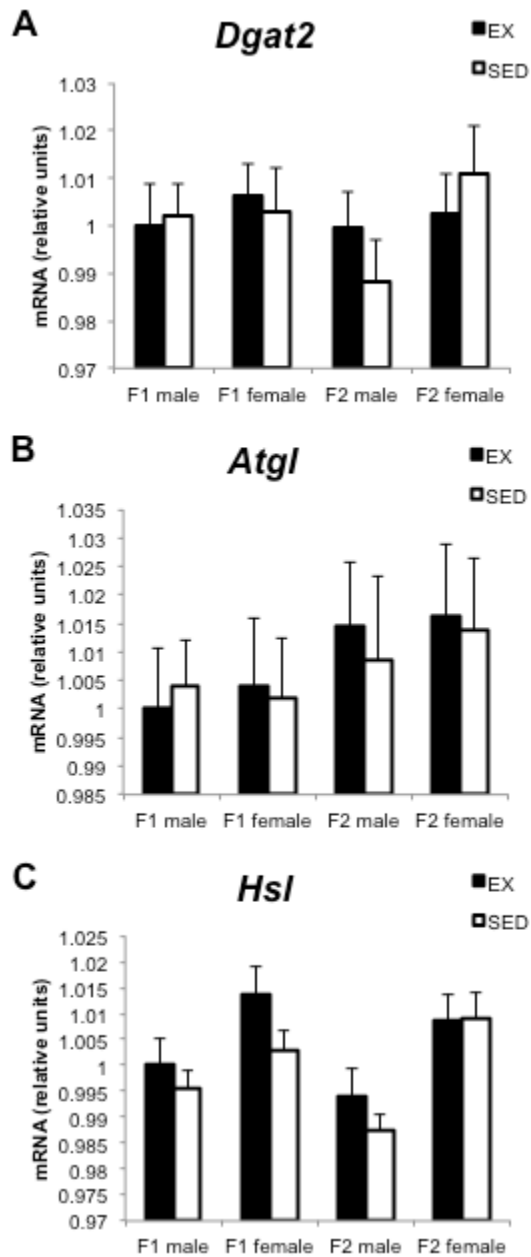 A
Dgat2
EX
SED
mRNA (relative units)
1.03
1.02
1.01
1
0.99
0.98
0.97
F1 male F1 female F2 male F2 female
B
Atgl
EX
SED
mRNA (relative units)
1.035
1.03
1.025
1.02
1.015
1.01
1.005
1
0.995
0.99
0.985
F1 male F1 female F2 male F2 female
C
Hsl
EX
SED
mRNA (relative units)
1.025
1.02
1.015
1.01
1.005
1
0.995
0.99
0.985
0.98
0.975
0.97
F1 male F1 female F2 male F2 female